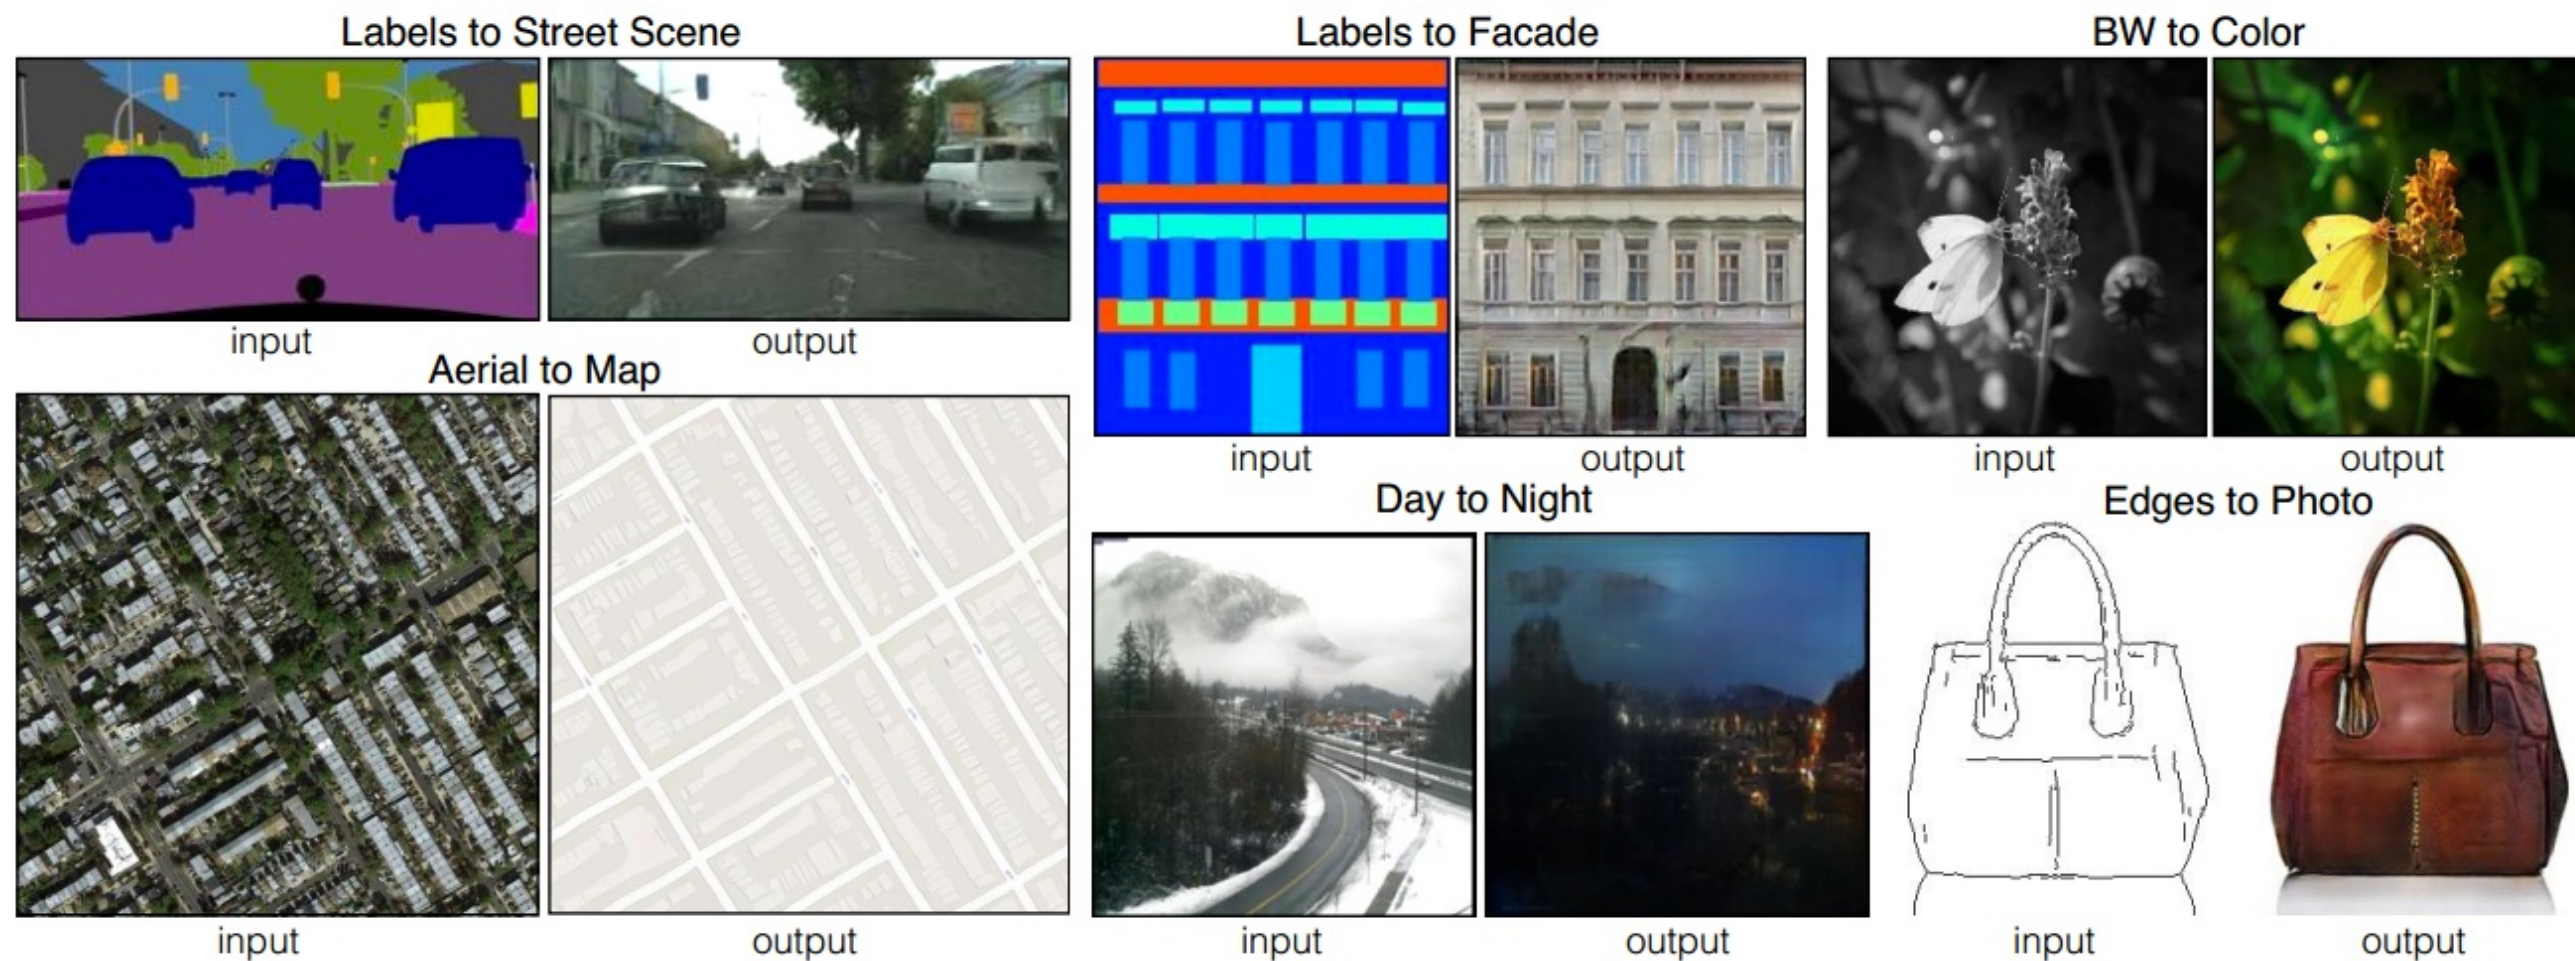 Labels to Street Scene
input
output
Aerial to Map
input
output
Labels to Facade
input
output
BW to Color
input
output
Day to Night
input
output
Edges to Photo
input
output